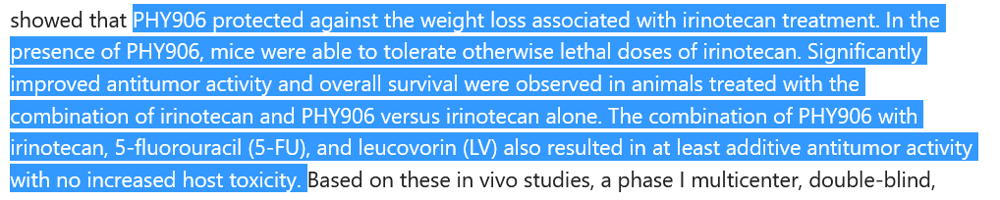 showed that PHY906 protected against the weight loss associated with irinotecan treatment. In the
presence of PHY906, mice were able to tolerate otherwise lethal doses of irinotecan. Significantly
improved antitumor activity and overall survival were observed in animals treated with the
combination of irinotecan and PHY906 versus irinotecan alone. The combination of PHY906 with
irinotecan, 5-fluorouracil (5-FU), and leucovorin (LV) also resulted in at least additive antitumor activity
with no increased host toxicity. Based on these in vivo studies, a phase I multicenter, double-blind,